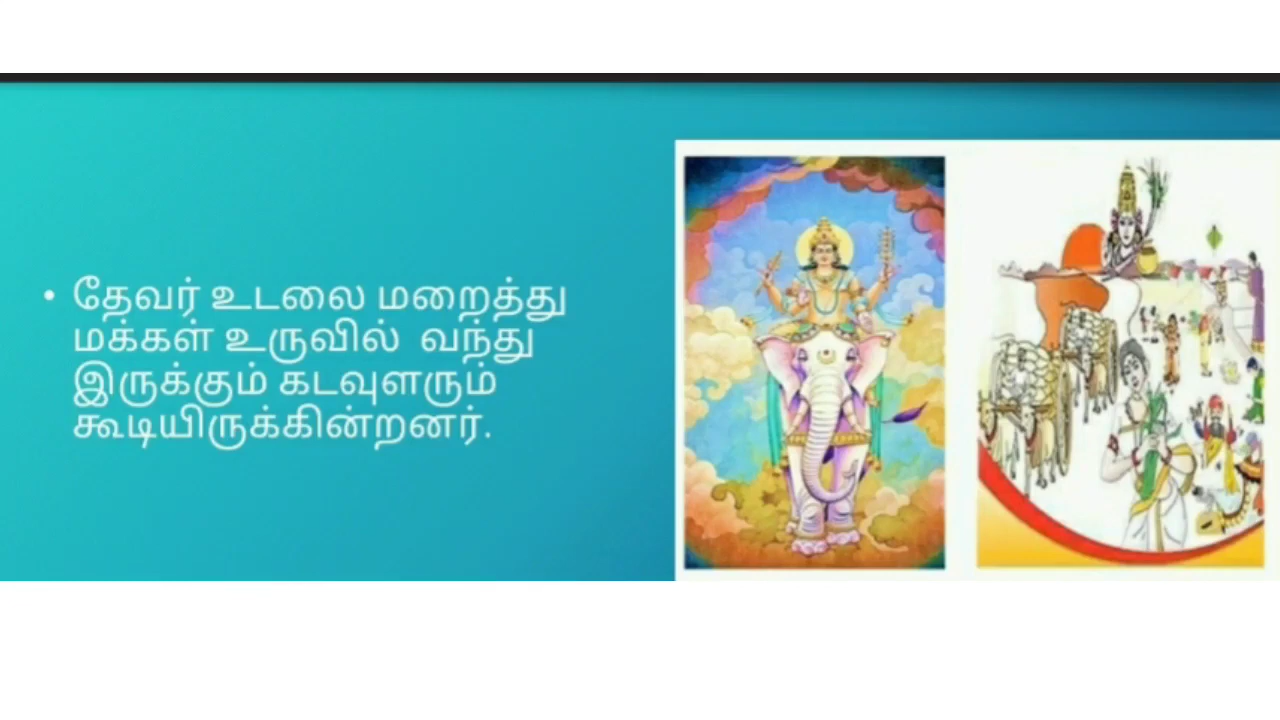 • தேவர் உடலை மறைத்து
மக்கள் உருவில் வந்து
இருக்கும் கடவுளரும்
கூடியிருக்கின்றனர்.